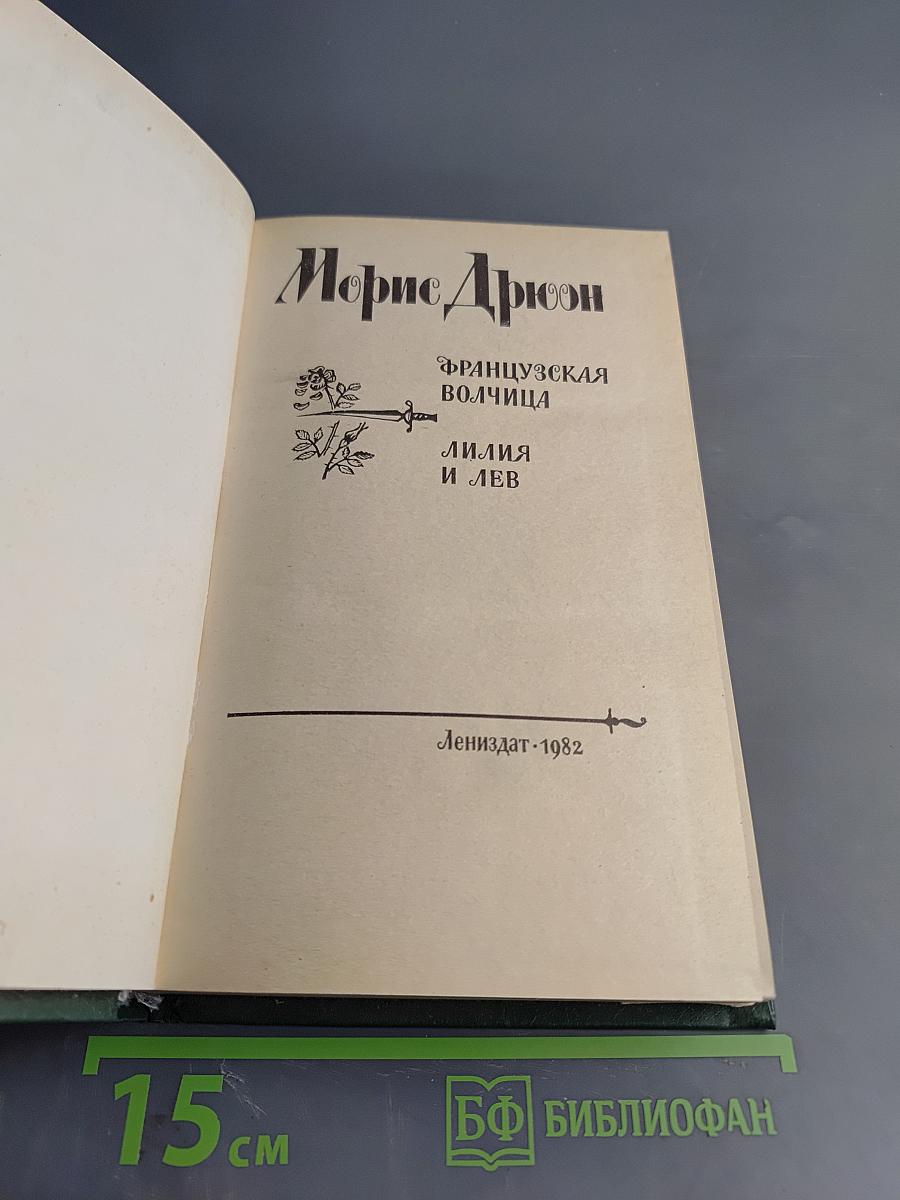 Морис Дрюон
ФРАНЦУЗСКАЯ
ВОЛЧИЦА
ЛИЛИЯ
И ЛЕВ
Лениздат·1982
15 см
БФ БИБЛИОФАН